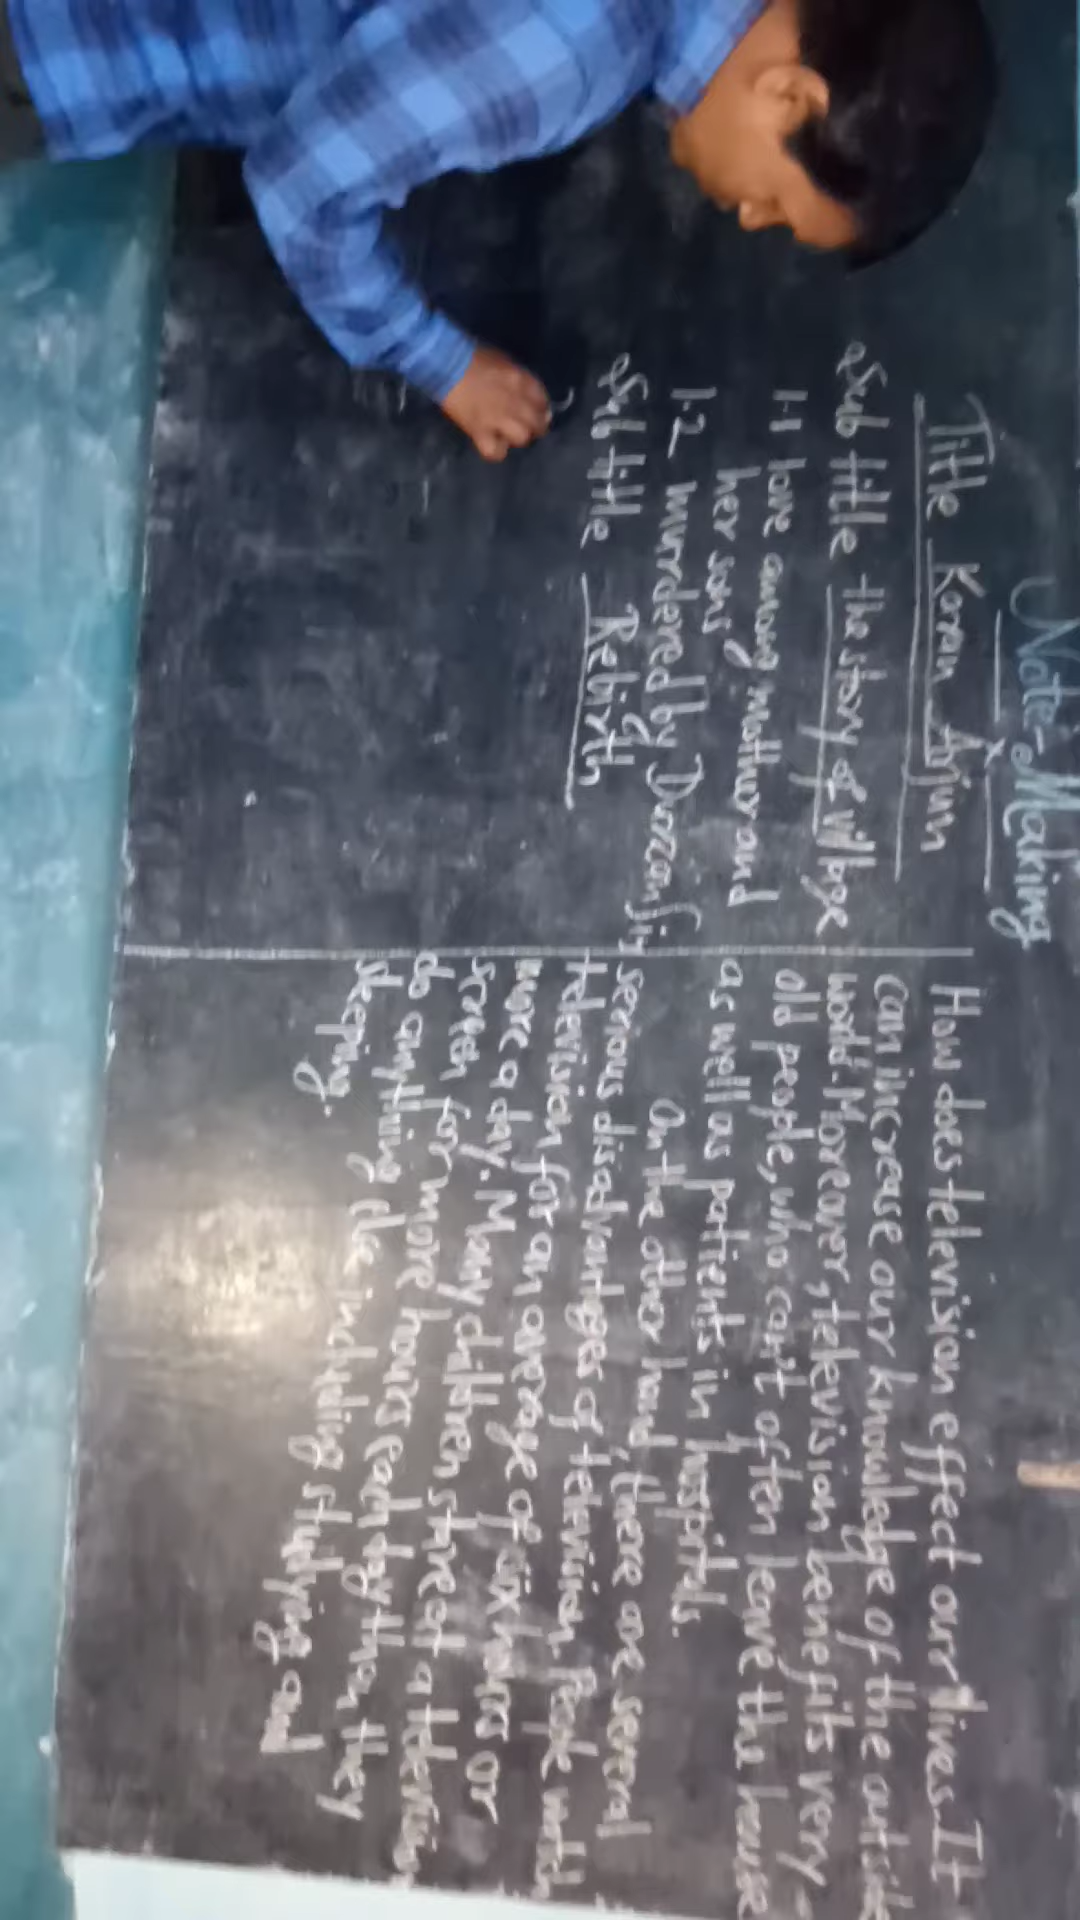 Note-Making
Title Koran Arjun
Sub title the story of village
1.1 love among mother and
her sons
1.2 murdered by Durcan
Sub title Rebirth
How does television effect our lives. It
can increase our knowledge of the outside
world. Moreover, television benefits very
old people, who can't often leave the house
as well as patients in hospitals.
On the other hand, there are several
serious disadvantages of television. People watch
television for an average of six hours or
more a day. Many children stare at a television
screen for more hours each day than they
do anything else including studying and
sleeping.